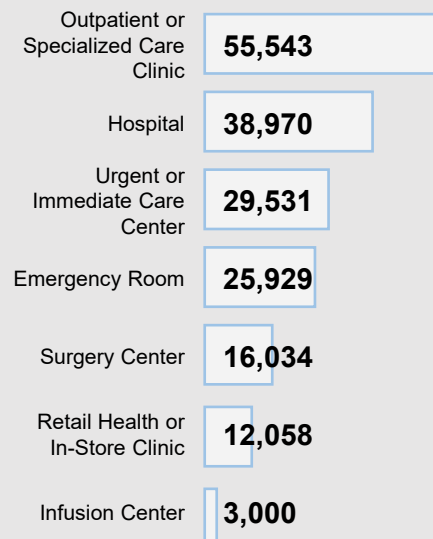 Outpatient or
Specialized Care
Clinic
55,543
Hospital
38,970
Urgent or
Immediate Care
Center
29,531
Emergency Room
25,929
Surgery Center
16,034
Retail Health or
In-Store Clinic
12,058
Infusion Center
3,000